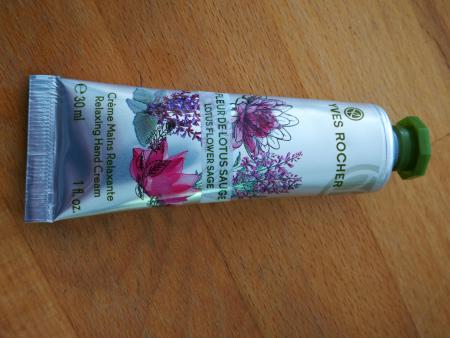 YVES ROCHER
FLEUR DE LOTUS SAUGE
LOTUS FLOWER SAGE
Crème Mains Relaxante
Relaxing Hand Cream
e 30 ml
1 fl. oz.